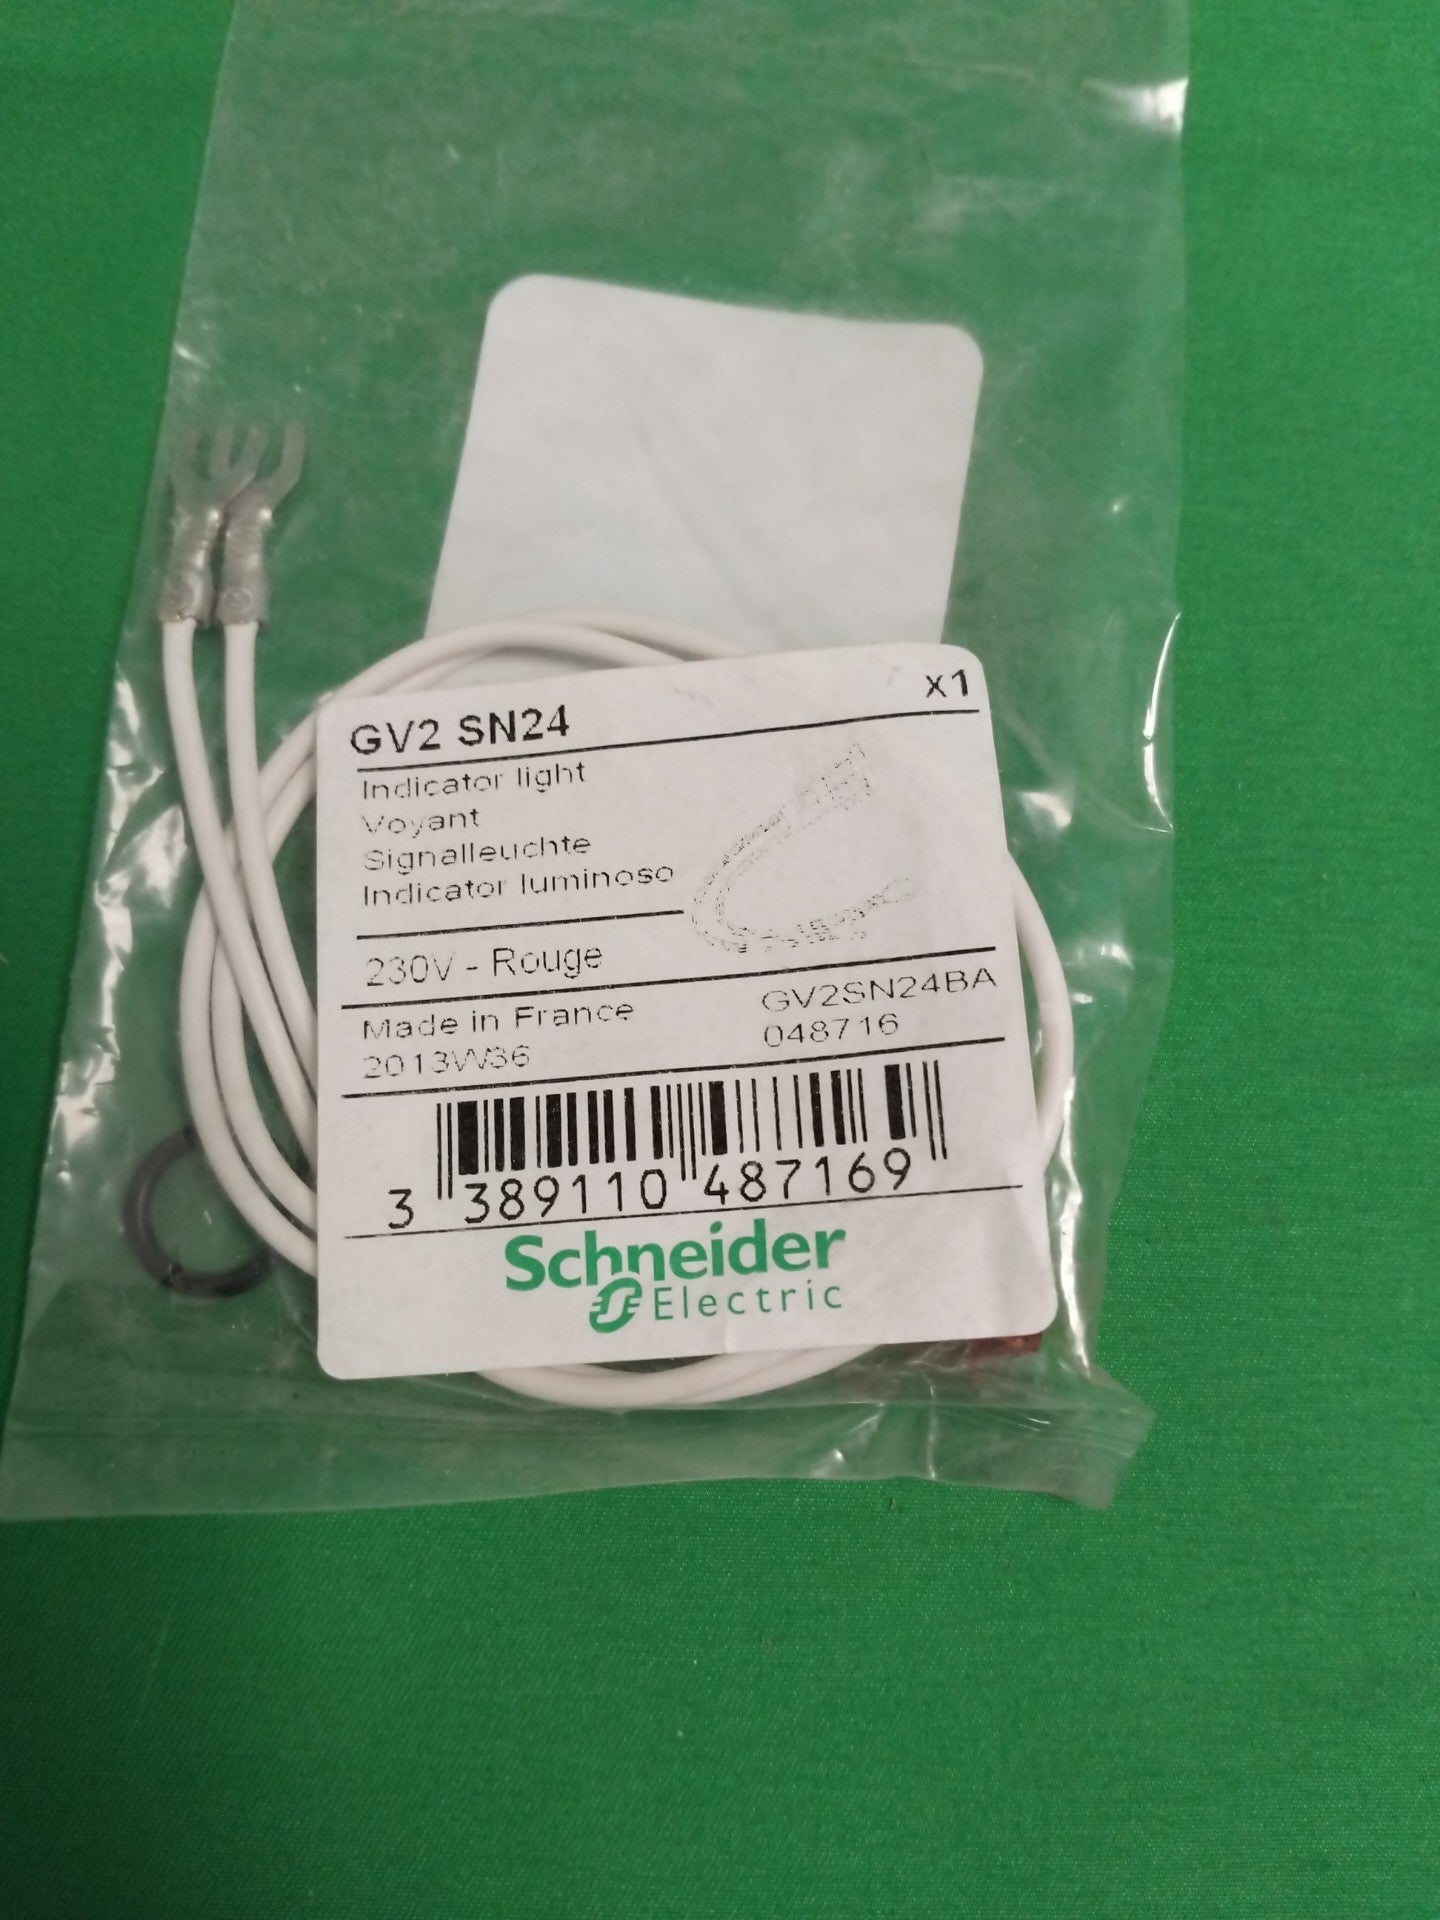 GV2 SN24
x1
Indicator light
Voyant
Signalleuchte
Indicator luminoso
230V - Rouge
Made in France
GV2SN24BA
2013W36
048716
3 389110 487169
Schneider
Electric